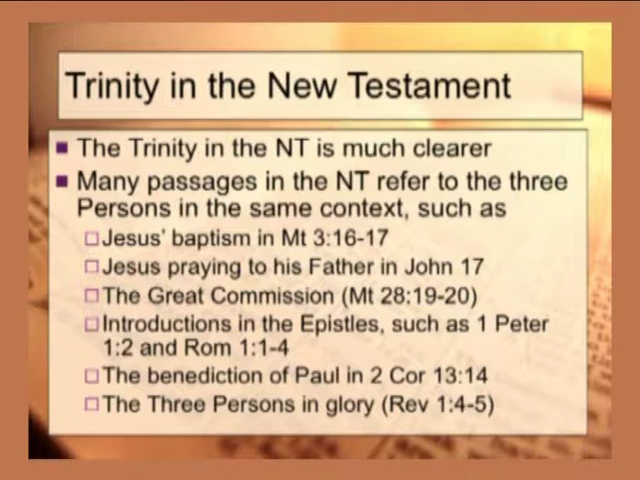 Trinity in the New Testament
The Trinity in the NT is much clearer
Many passages in the NT refer to the three
Persons in the same context, such as
Jesus' baptism in Mt 3:16-17
Jesus praying to his Father in John 17
The Great Commission (Mt 28:19-20)
Introductions in the Epistles, such as 1 Peter
1:2 and Rom 1:1-4
The benediction of Paul in 2 Cor 13:14
The Three Persons in glory (Rev 1:4-5)